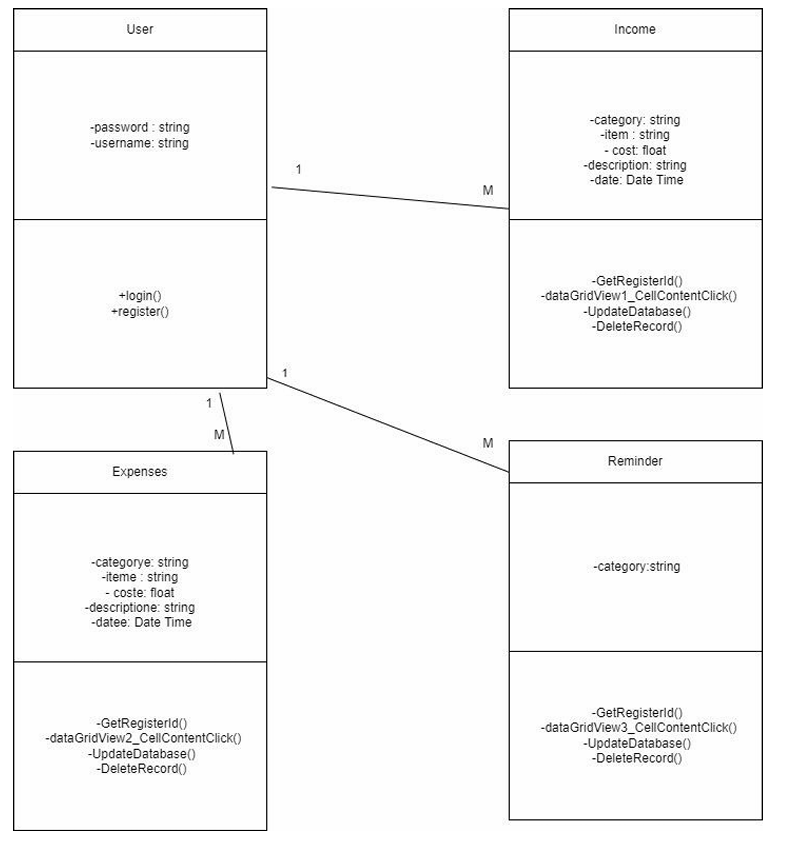 User
-password : string
-username: string
+login()
+register()
Income
-category: string
-item : string
- cost: float
-description: string
-date: Date Time
-GetRegisterId()
-dataGridView1_CellContentClick()
-UpdateDatabase()
-DeleteRecord()
1
M
1
M
1
M
Expenses
-categorye: string
-iteme : string
- coste: float
-descriptione: string
-datee: Date Time
-GetRegisterId()
-dataGridView2_CellContentClick()
-UpdateDatabase()
-DeleteRecord()
Reminder
-category:string
-GetRegisterId()
-dataGridView3_CellContentClick()
-UpdateDatabase()
-DeleteRecord()